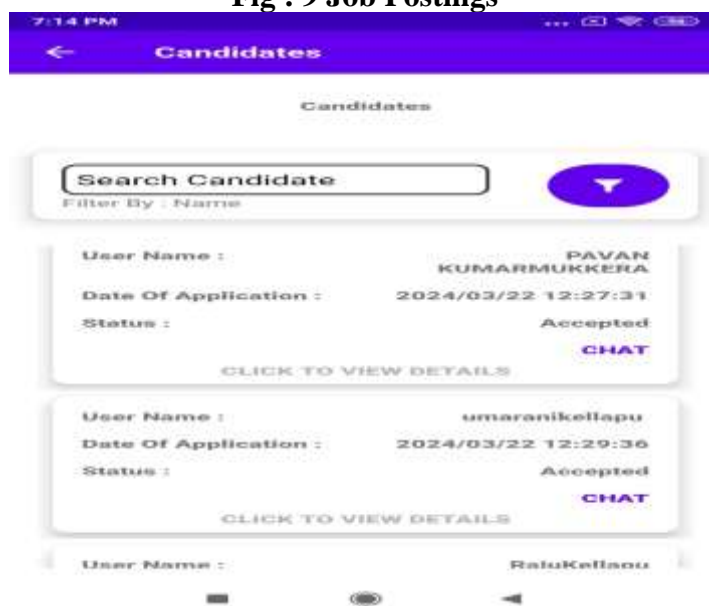 Fig : 9 Job Postings
7:14 PM
Candidates
Candidates
Search Candidate
Filter By : Name
User Name : PAVAN
KUMARMUKKERA
Date Of Application : 2024/03/22 12:27:31
Status : Accepted
CHAT
CLICK TO VIEW DETAILS
User Name : umaranikellapu
Date Of Application : 2024/03/22 12:29:36
Status : Accepted
CHAT
CLICK TO VIEW DETAILS
User Name :